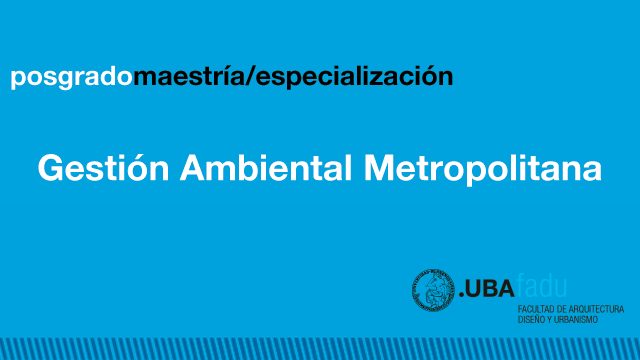 posgradomaestría/especialización
Gestión Ambiental Metropolitana
.UBAfadu
FACULTAD DE ARQUITECTURA
DISEÑO Y URBANISMO